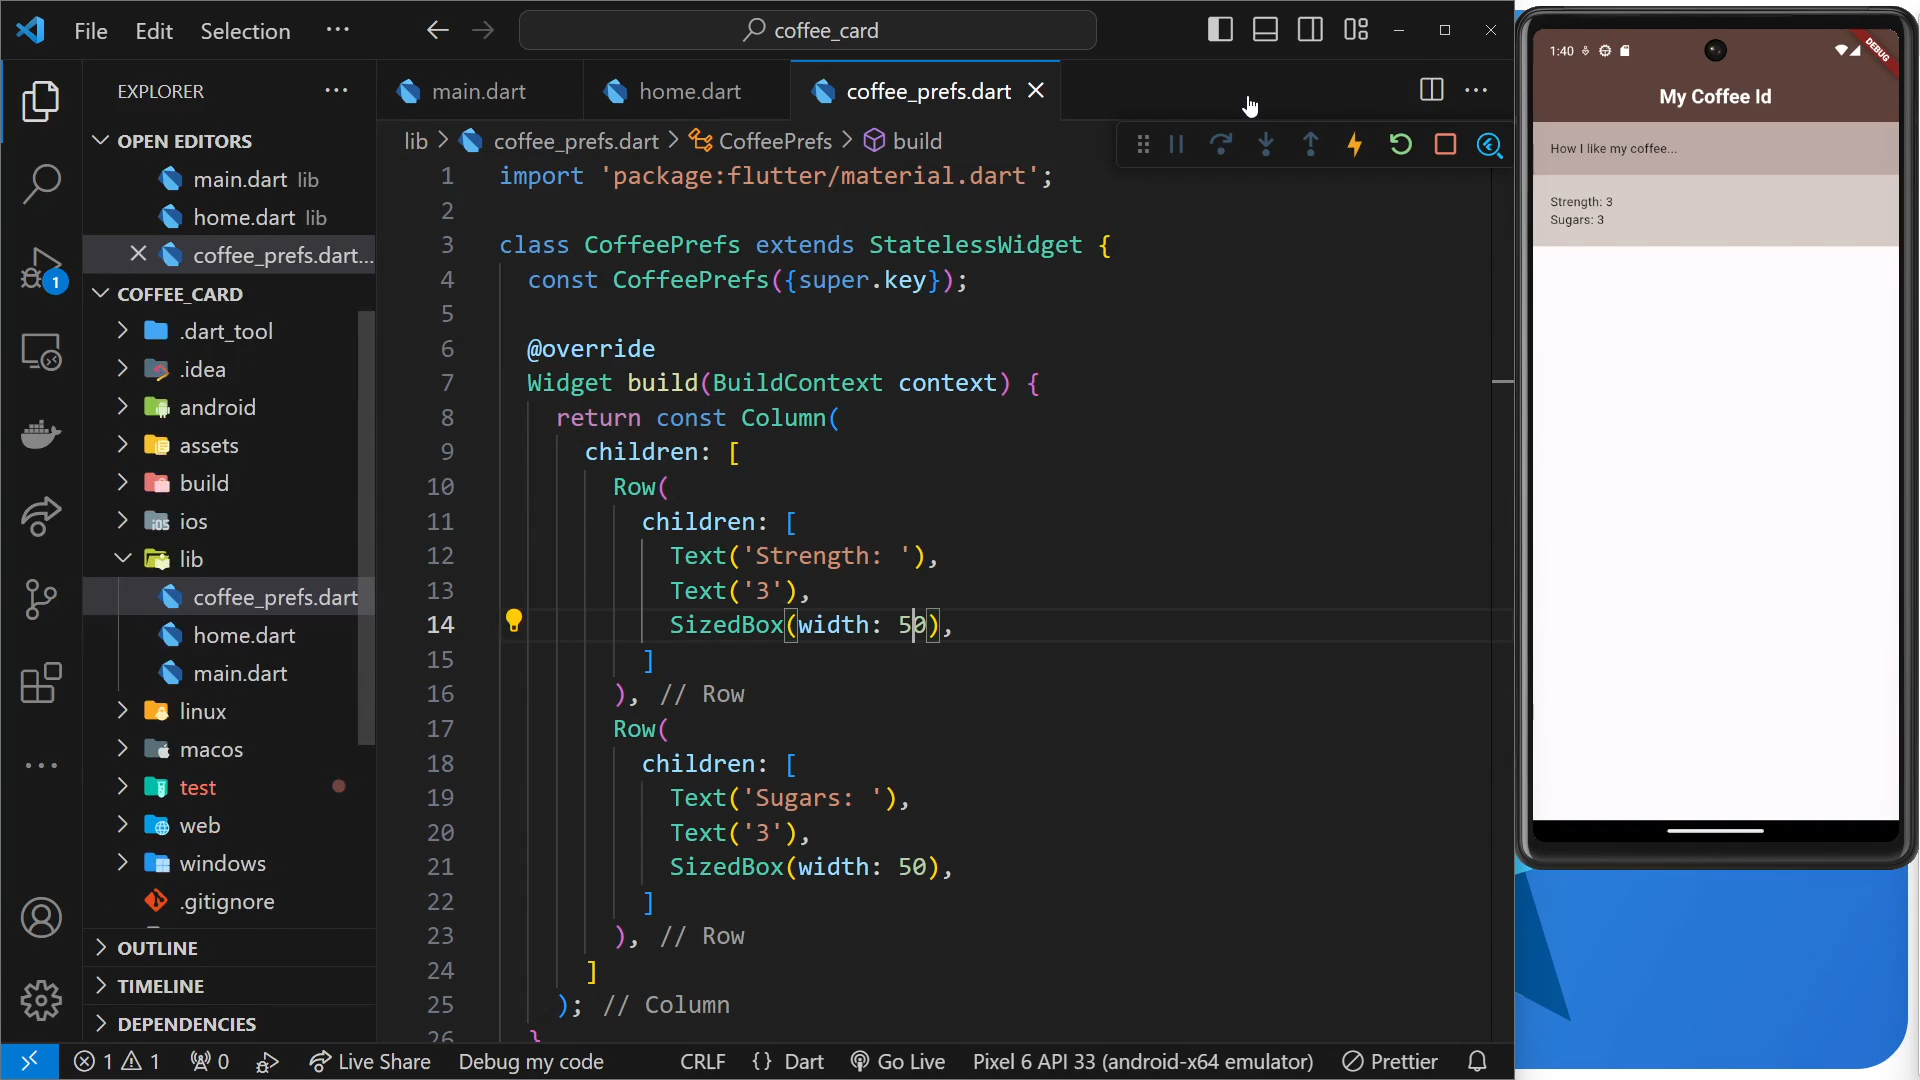 File Edit Selection ···
coffee_card
EXPLORER ···
OPEN EDITORS
main.dart lib
home.dart lib
coffee_prefs.dart...
COFFEE_CARD
.dart_tool
.idea
android
assets
build
ios
lib
coffee_prefs.dart
home.dart
main.dart
linux
macos
test
web
windows
.gitignore
OUTLINE
TIMELINE
DEPENDENCIES
1
main.dart home.dart coffee_prefs.dart
lib > coffee_prefs.dart > CoffeePrefs > build
1 import 'package:flutter/material.dart';
2
3 class CoffeePrefs extends StatelessWidget {
4 const CoffeePrefs({super.key});
5
6 @override
7 Widget build(BuildContext context) {
8 return const Column(
9 children: [
10 Row(
11 children: [
12 Text('Strength: '),
13 Text('3'),
14 SizedBox(width: 50),
15 ]
16 ), // Row
17 Row(
18 children: [
19 Text('Sugars: '),
20 Text('3'),
21 SizedBox(width: 50),
22 ]
23 ), // Row
24 ]
25 ); // Column
26 }
1 1 0 Live Share Debug my code CRLF {} Dart Go Live Pixel 6 API 33 (android-x64 emulator) Prettier
1:40
DEBUG
My Coffee Id
How I like my coffee...
Strength: 3
Sugars: 3